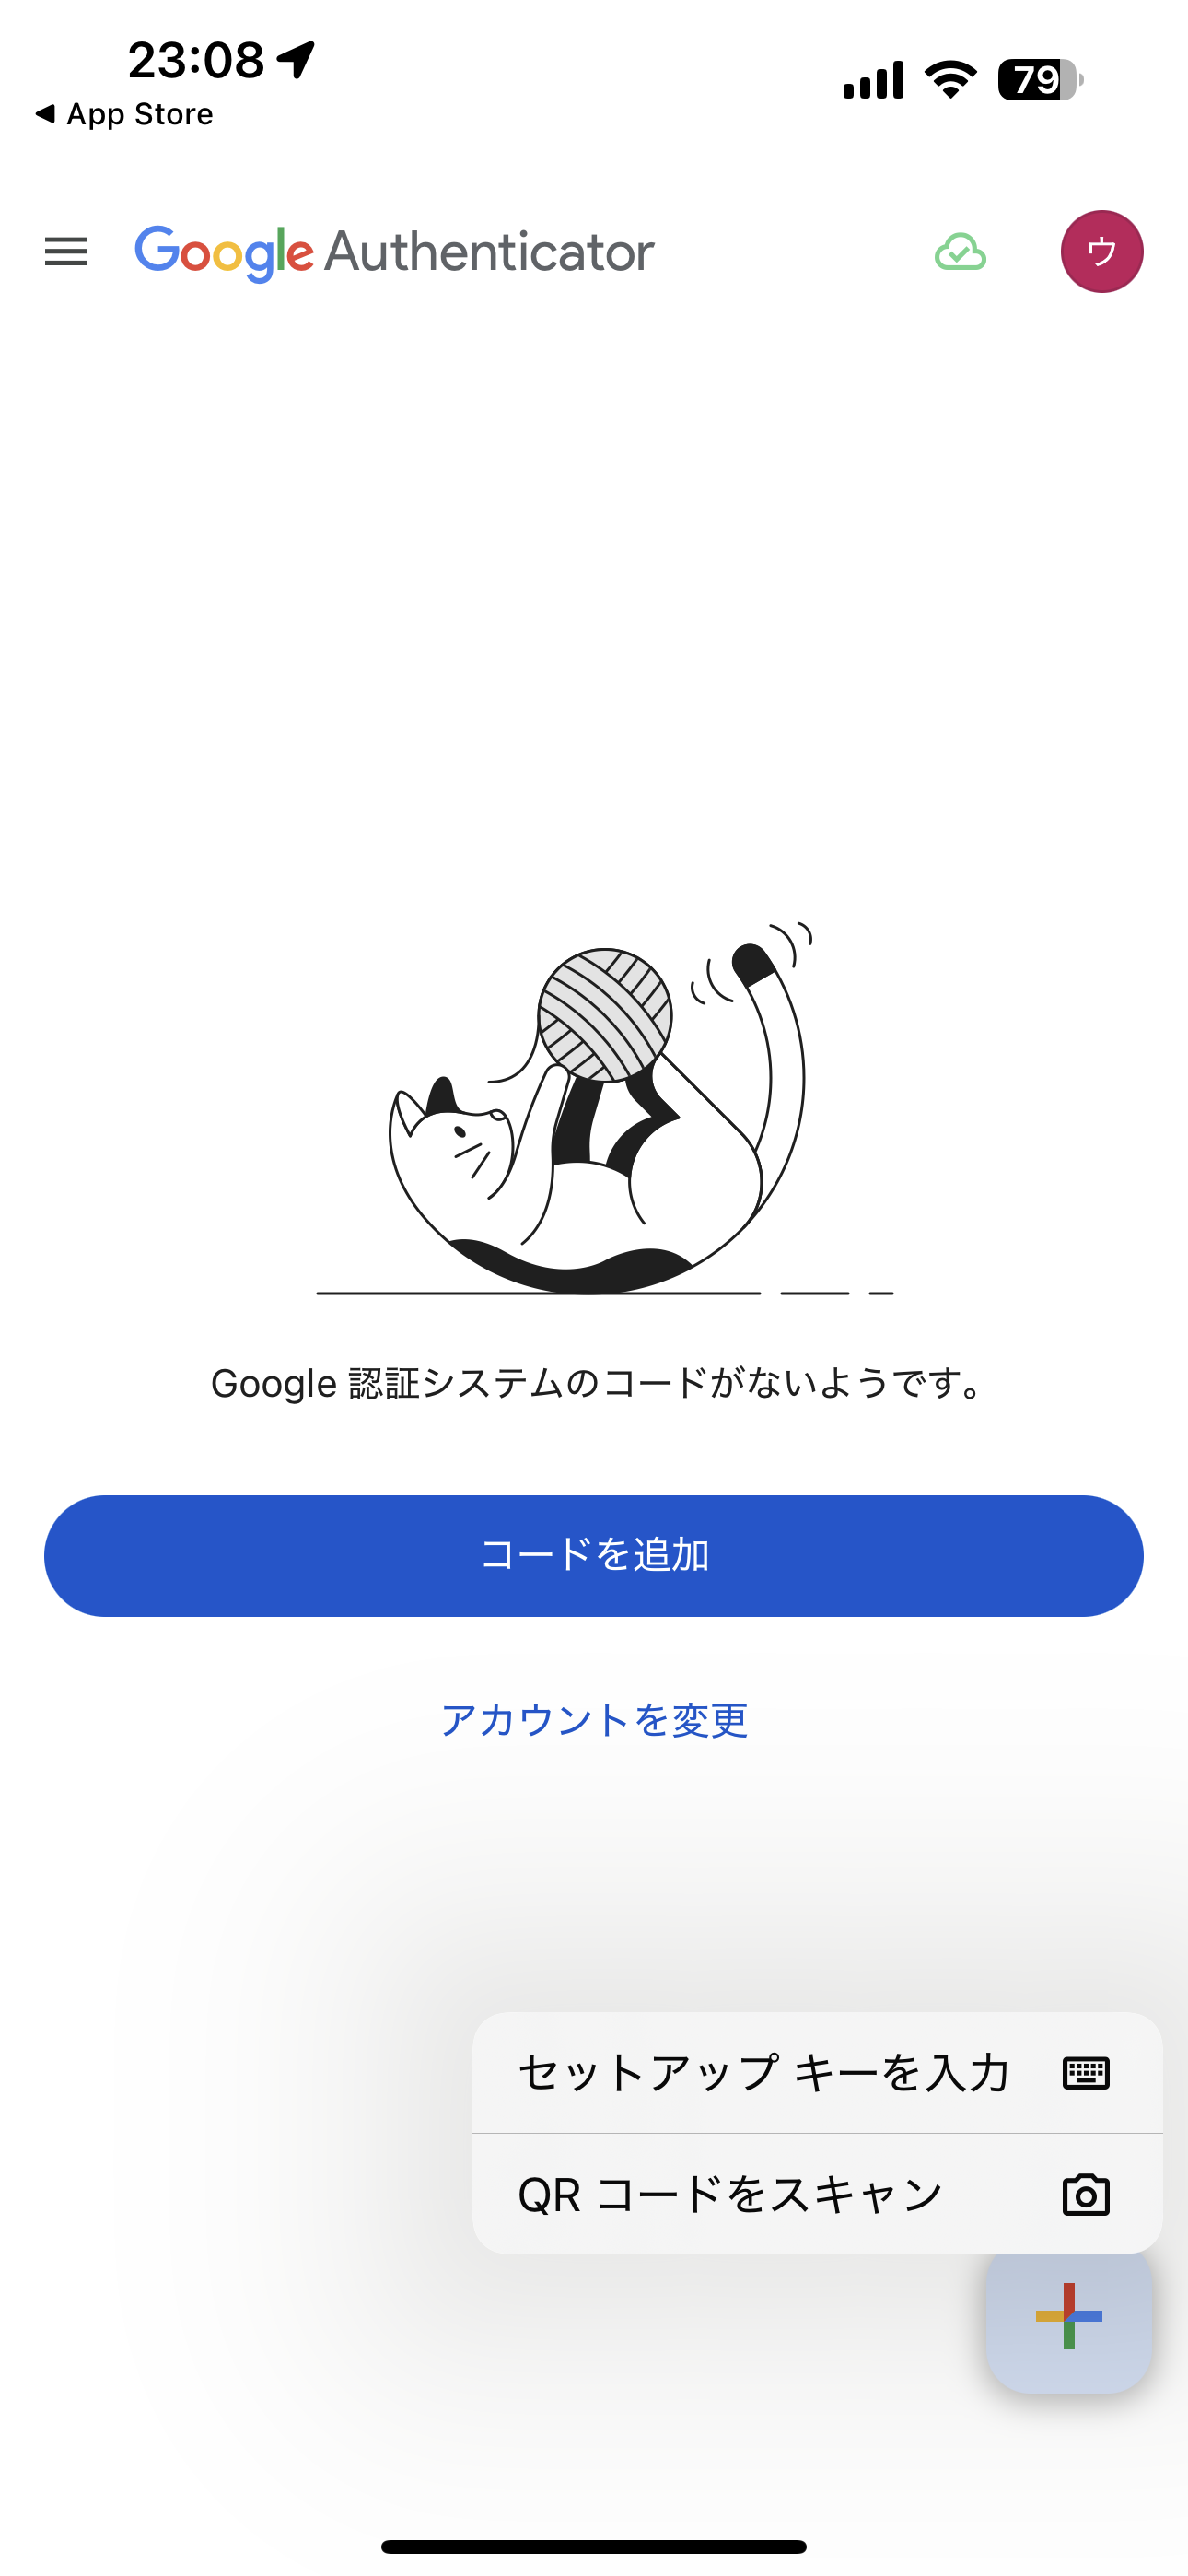 23:08
App Store
79
Google Authenticator
ウ
Google 認証システムのコードがないようです。
コードを追加
アカウントを変更
セットアップ キーを入力
QR コードをスキャン